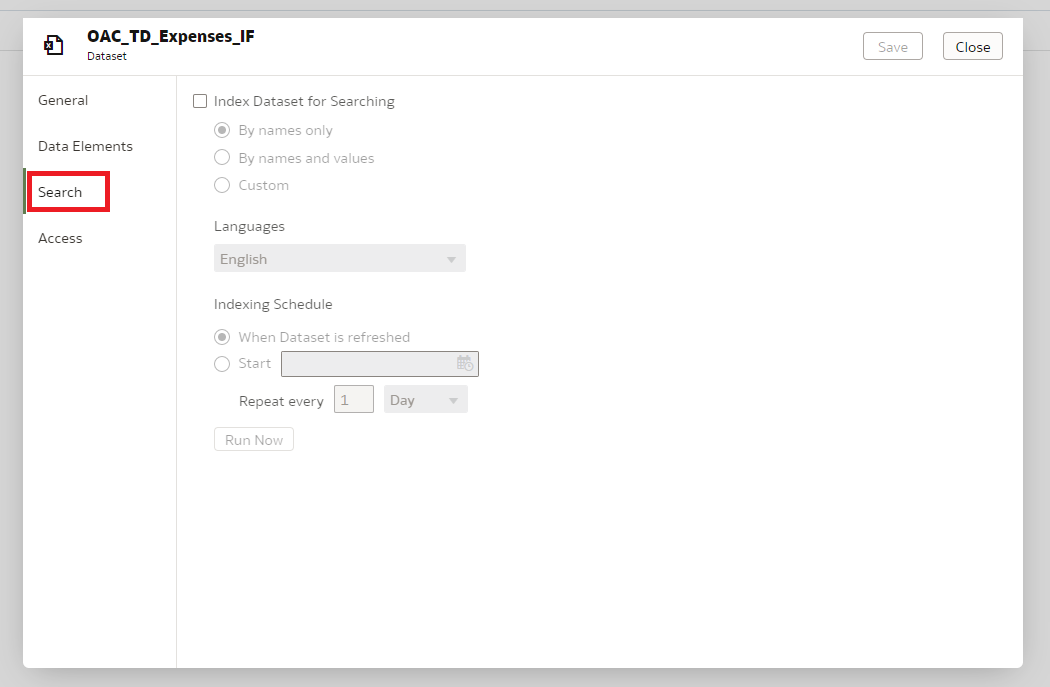 OAC_TD_Expenses_IF
Dataset
Save
Close
General
Data Elements
Search
Access
Index Dataset for Searching
By names only
By names and values
Custom
Languages
English
Indexing Schedule
When Dataset is refreshed
Start
Repeat every 1 Day
Run Now